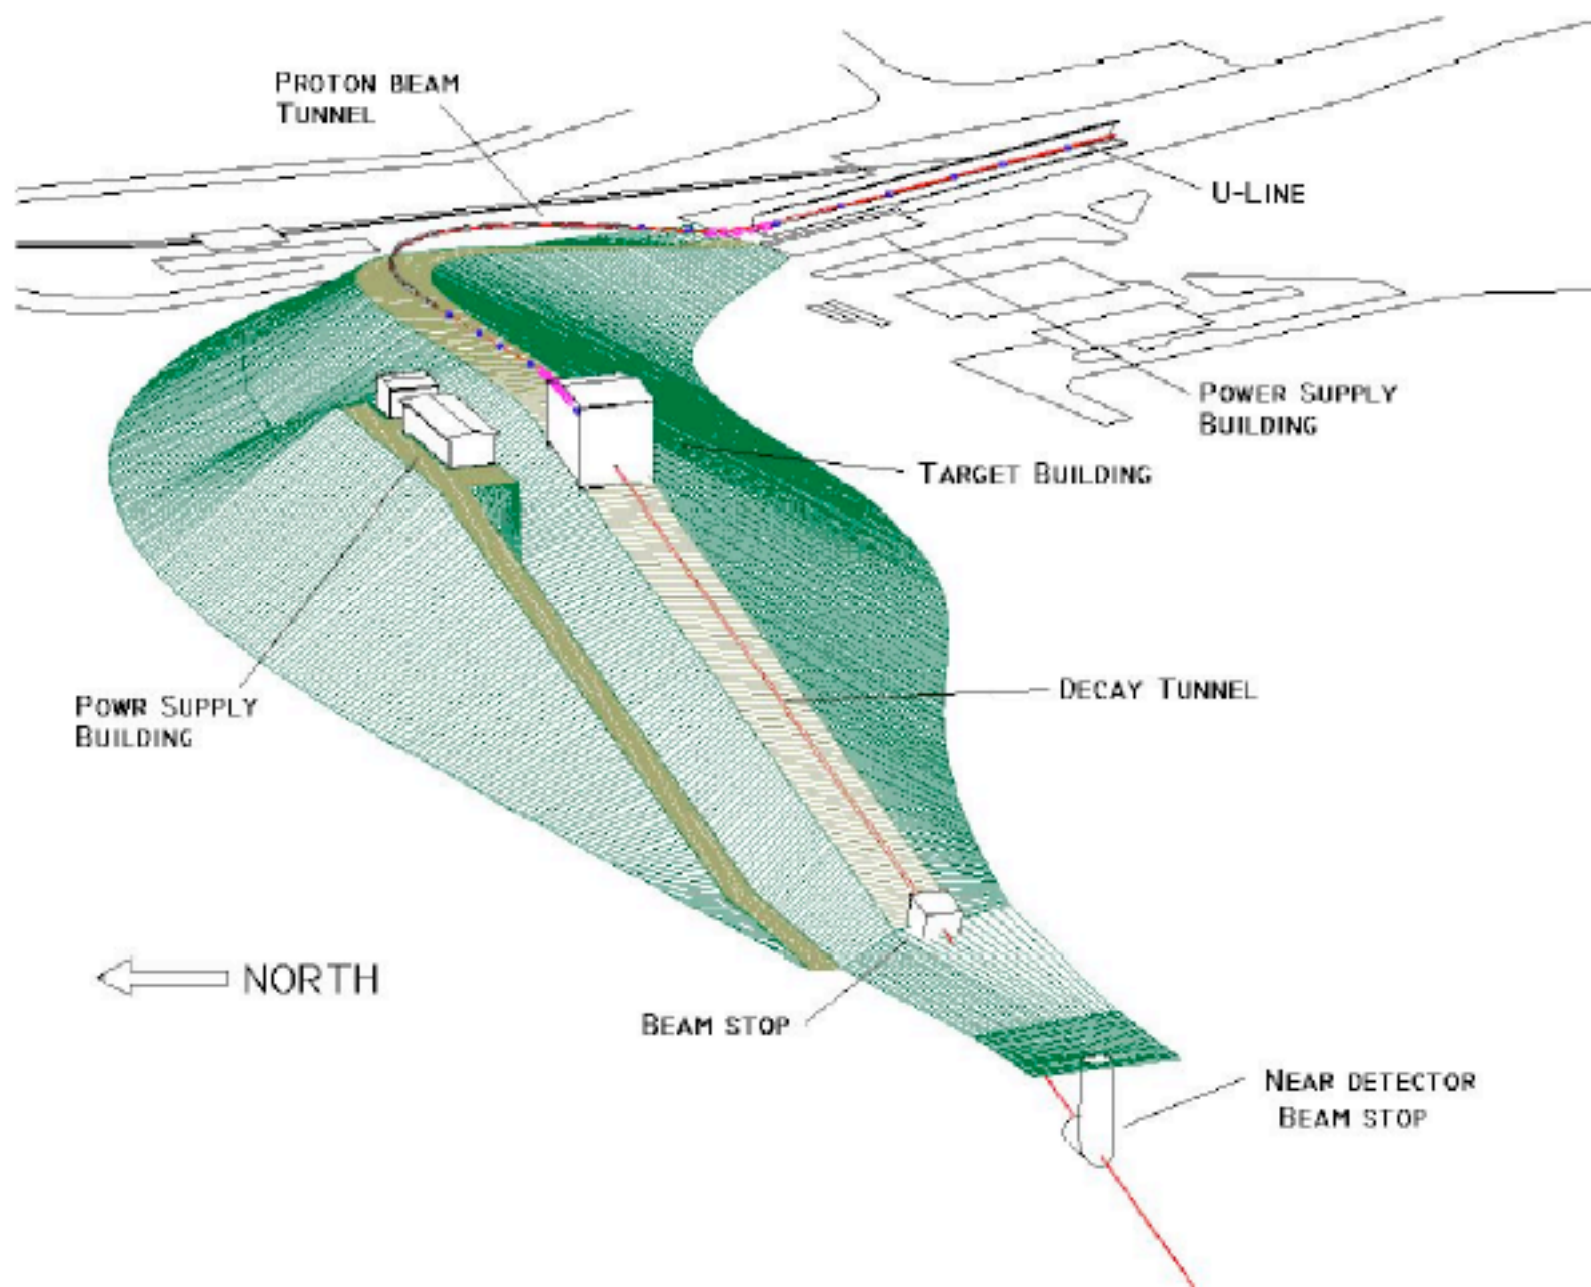 PROTON BEAM
TUNNEL
U-LINE
POWER SUPPLY
BUILDING
TARGET BUILDING
DECAY TUNNEL
POWR SUPPLY
BUILDING
NORTH
BEAM STOP
NEAR DETECTOR
BEAM STOP